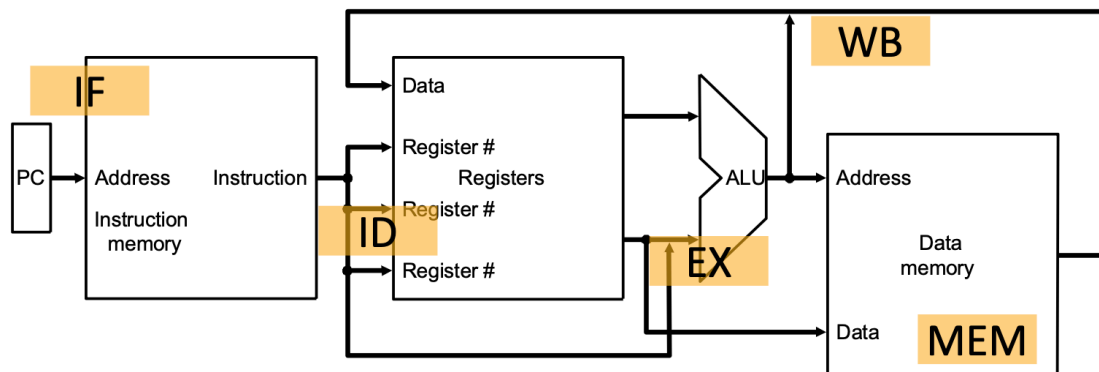 WB
IF
Data
Register #
PC
Address
Instruction
Registers
ALU
Address
Instruction
memory
ID
Register #
EX
Data
memory
Register #
Data
MEM